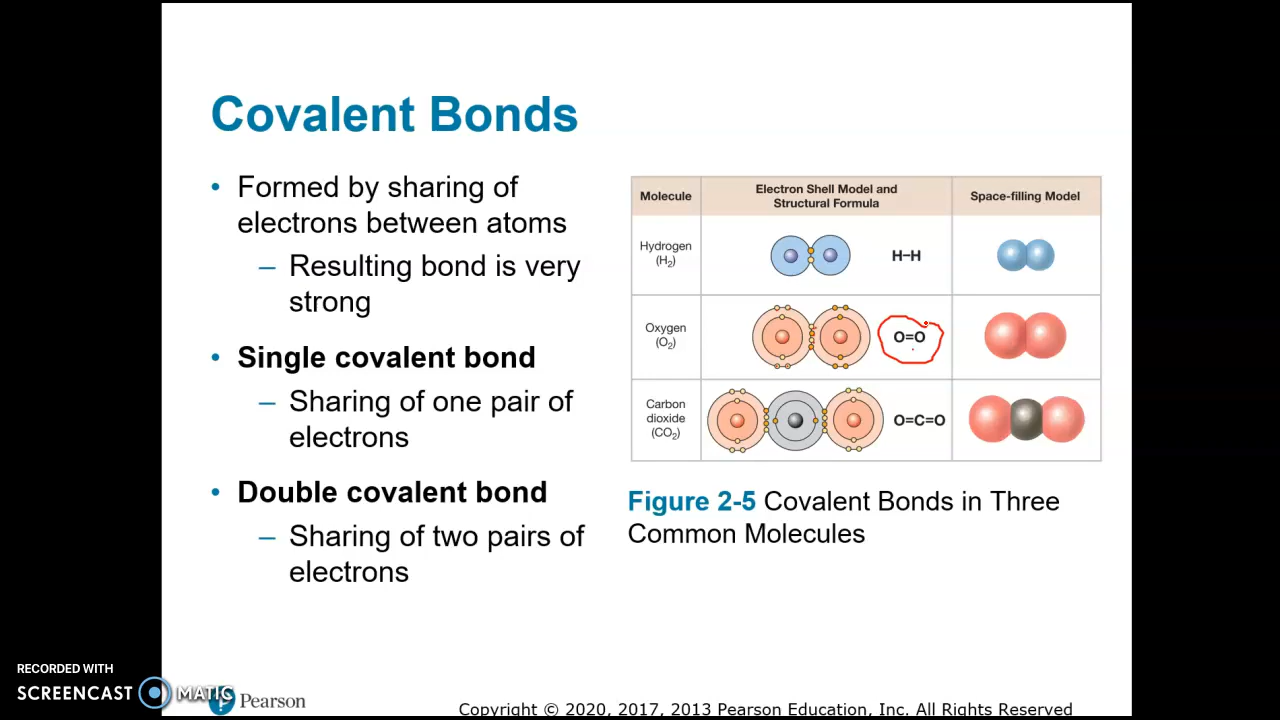 Covalent Bonds
• Formed by sharing of
electrons between atoms
– Resulting bond is very
strong
• Single covalent bond
– Sharing of one pair of
electrons
• Double covalent bond
– Sharing of two pairs of
electrons
Molecule
Electron Shell Model and
Structural Formula
Space-filling Model
Hydrogen
(H₂)
H–H
Oxygen
(O₂)
O=O
Carbon
dioxide
(CO₂)
O=C=O
Figure 2-5 Covalent Bonds in Three
Common Molecules
RECORDED WITH
SCREENCAST MATIC
Pearson
Copyright © 2020, 2017, 2013 Pearson Education, Inc. All Rights Reserved